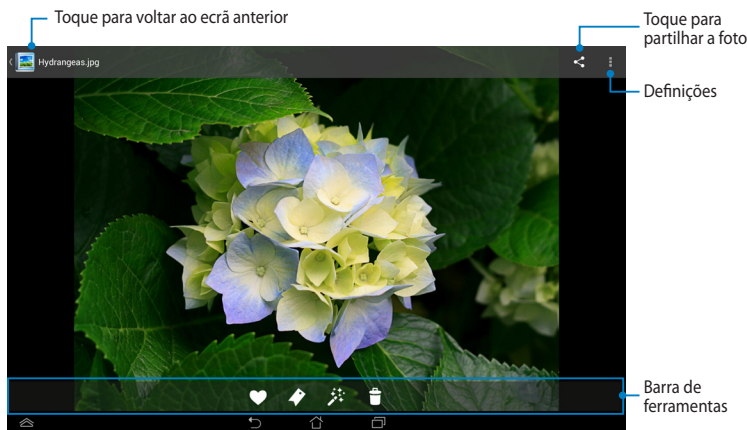 Toque para voltar ao ecrã anterior
Toque para
partilhar a foto
Hydrangeas.jpg
Definições
Barra de
ferramentas